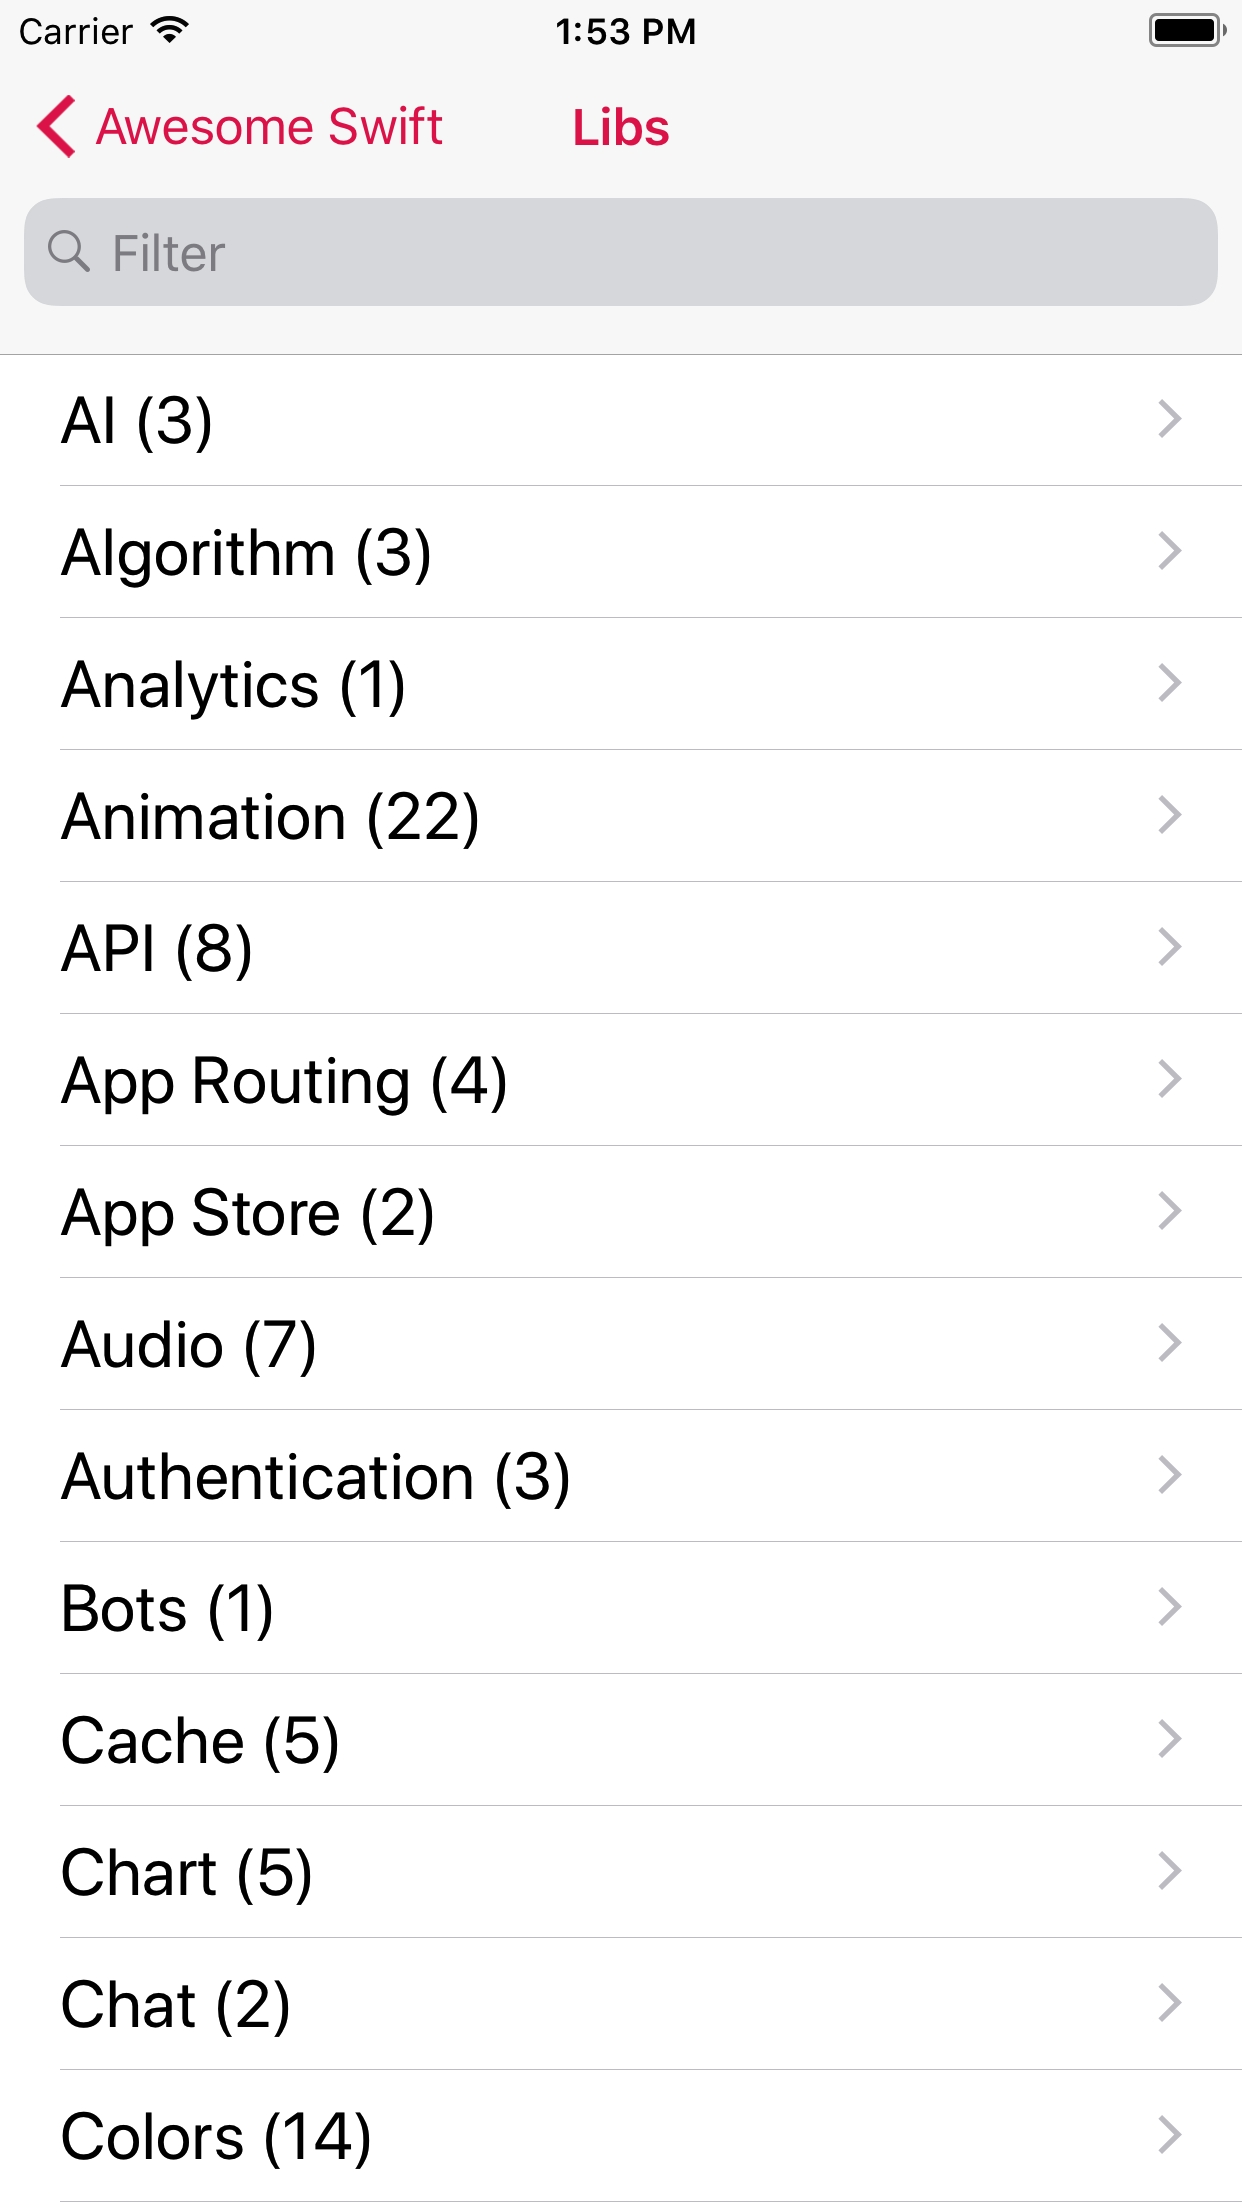 Carrier 1:53 PM
Awesome Swift Libs
Filter
AI (3)
Algorithm (3)
Analytics (1)
Animation (22)
API (8)
App Routing (4)
App Store (2)
Audio (7)
Authentication (3)
Bots (1)
Cache (5)
Chart (5)
Chat (2)
Colors (14)